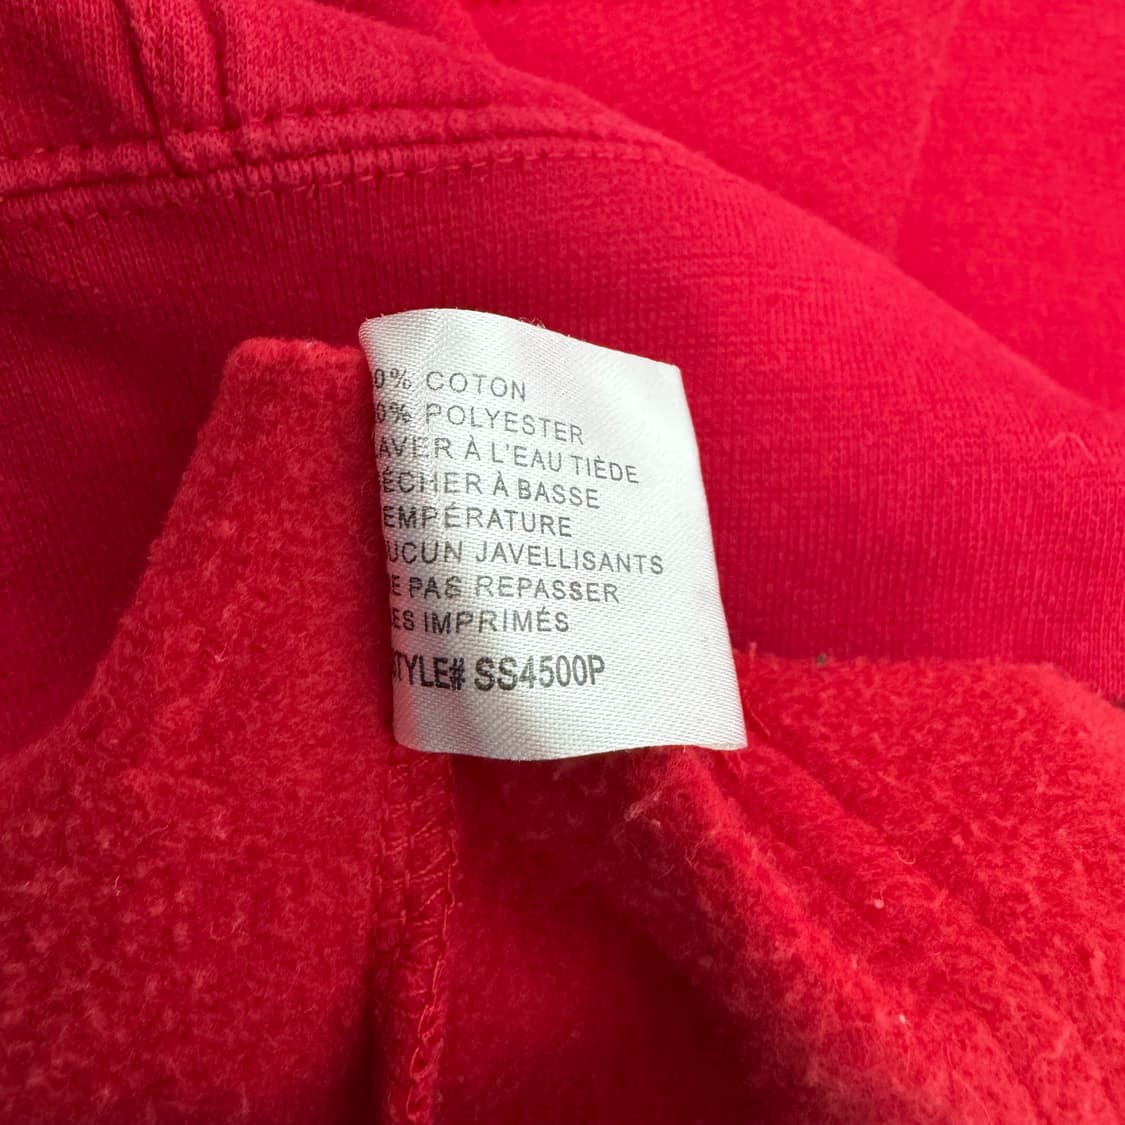 0% COTON
0% POLYESTER
AVER À L'EAU TIÈDE
ÉCHER À BASSE
EMPÉRATURE
UCUN JAVELLISANTS
E PAS REPASSER
ES IMPRIMÉS
STYLE# SS4500P